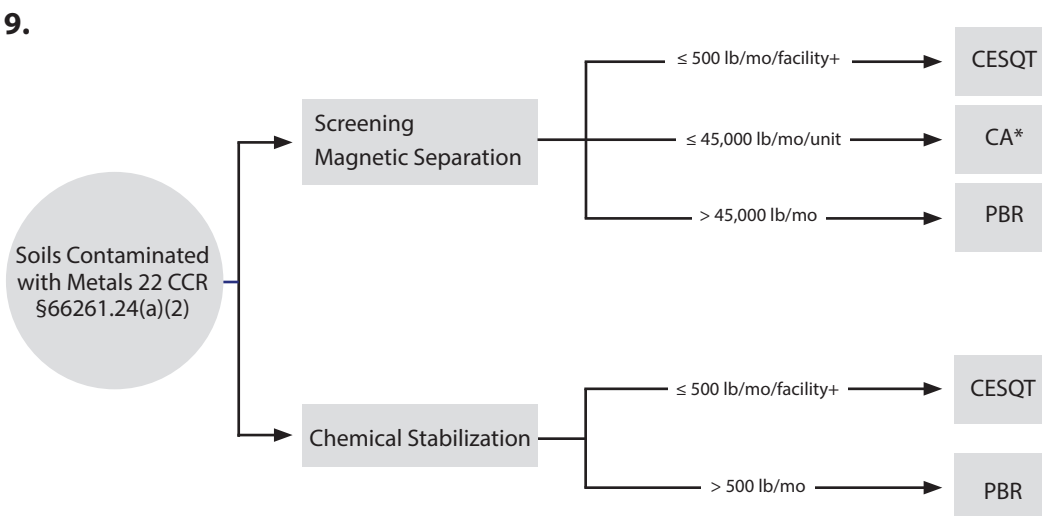 9.
Soils Contaminated
with Metals 22 CCR
§66261.24(a)(2)
Screening
Magnetic Separation
≤ 500 lb/mo/facility+
CESQT
≤ 45,000 lb/mo/unit
CA*
> 45,000 lb/mo
PBR
Chemical Stabilization
≤ 500 lb/mo/facility+
CESQT
> 500 lb/mo
PBR